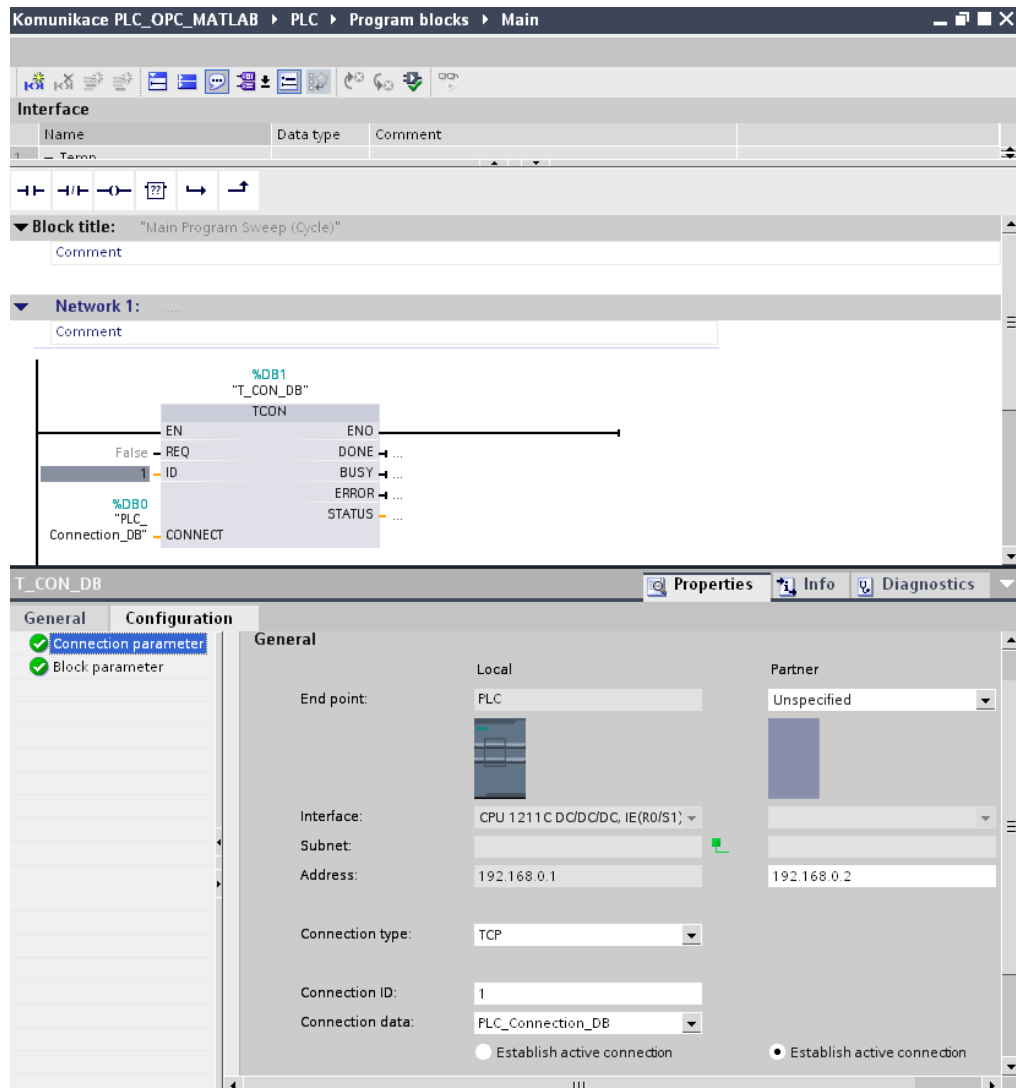 Komunikace PLC_OPC_MATLAB ▸ PLC ▸ Program blocks ▸ Main
Interface
Name Data type Comment
1 Temp
??
Block title: "Main Program Sweep (Cycle)"
Comment
Network 1: .....
Comment
%DB1
"T_CON_DB"
TCON
EN ENO
False REQ DONE ...
1 ID BUSY ...
ERROR ...
%DB0 STATUS ...
"PLC_
Connection_DB" CONNECT
T_CON_DB Properties Info Diagnostics
General Configuration
Connection parameter
Block parameter
General
Local Partner
End point: PLC Unspecified
Interface: CPU 1211C DC/DC/DC, IE(R0/S1)
Subnet:
Address: 192.168.0.1 192.168.0.2
Connection type: TCP
Connection ID: 1
Connection data: PLC_Connection_DB
Establish active connection Establish active connection